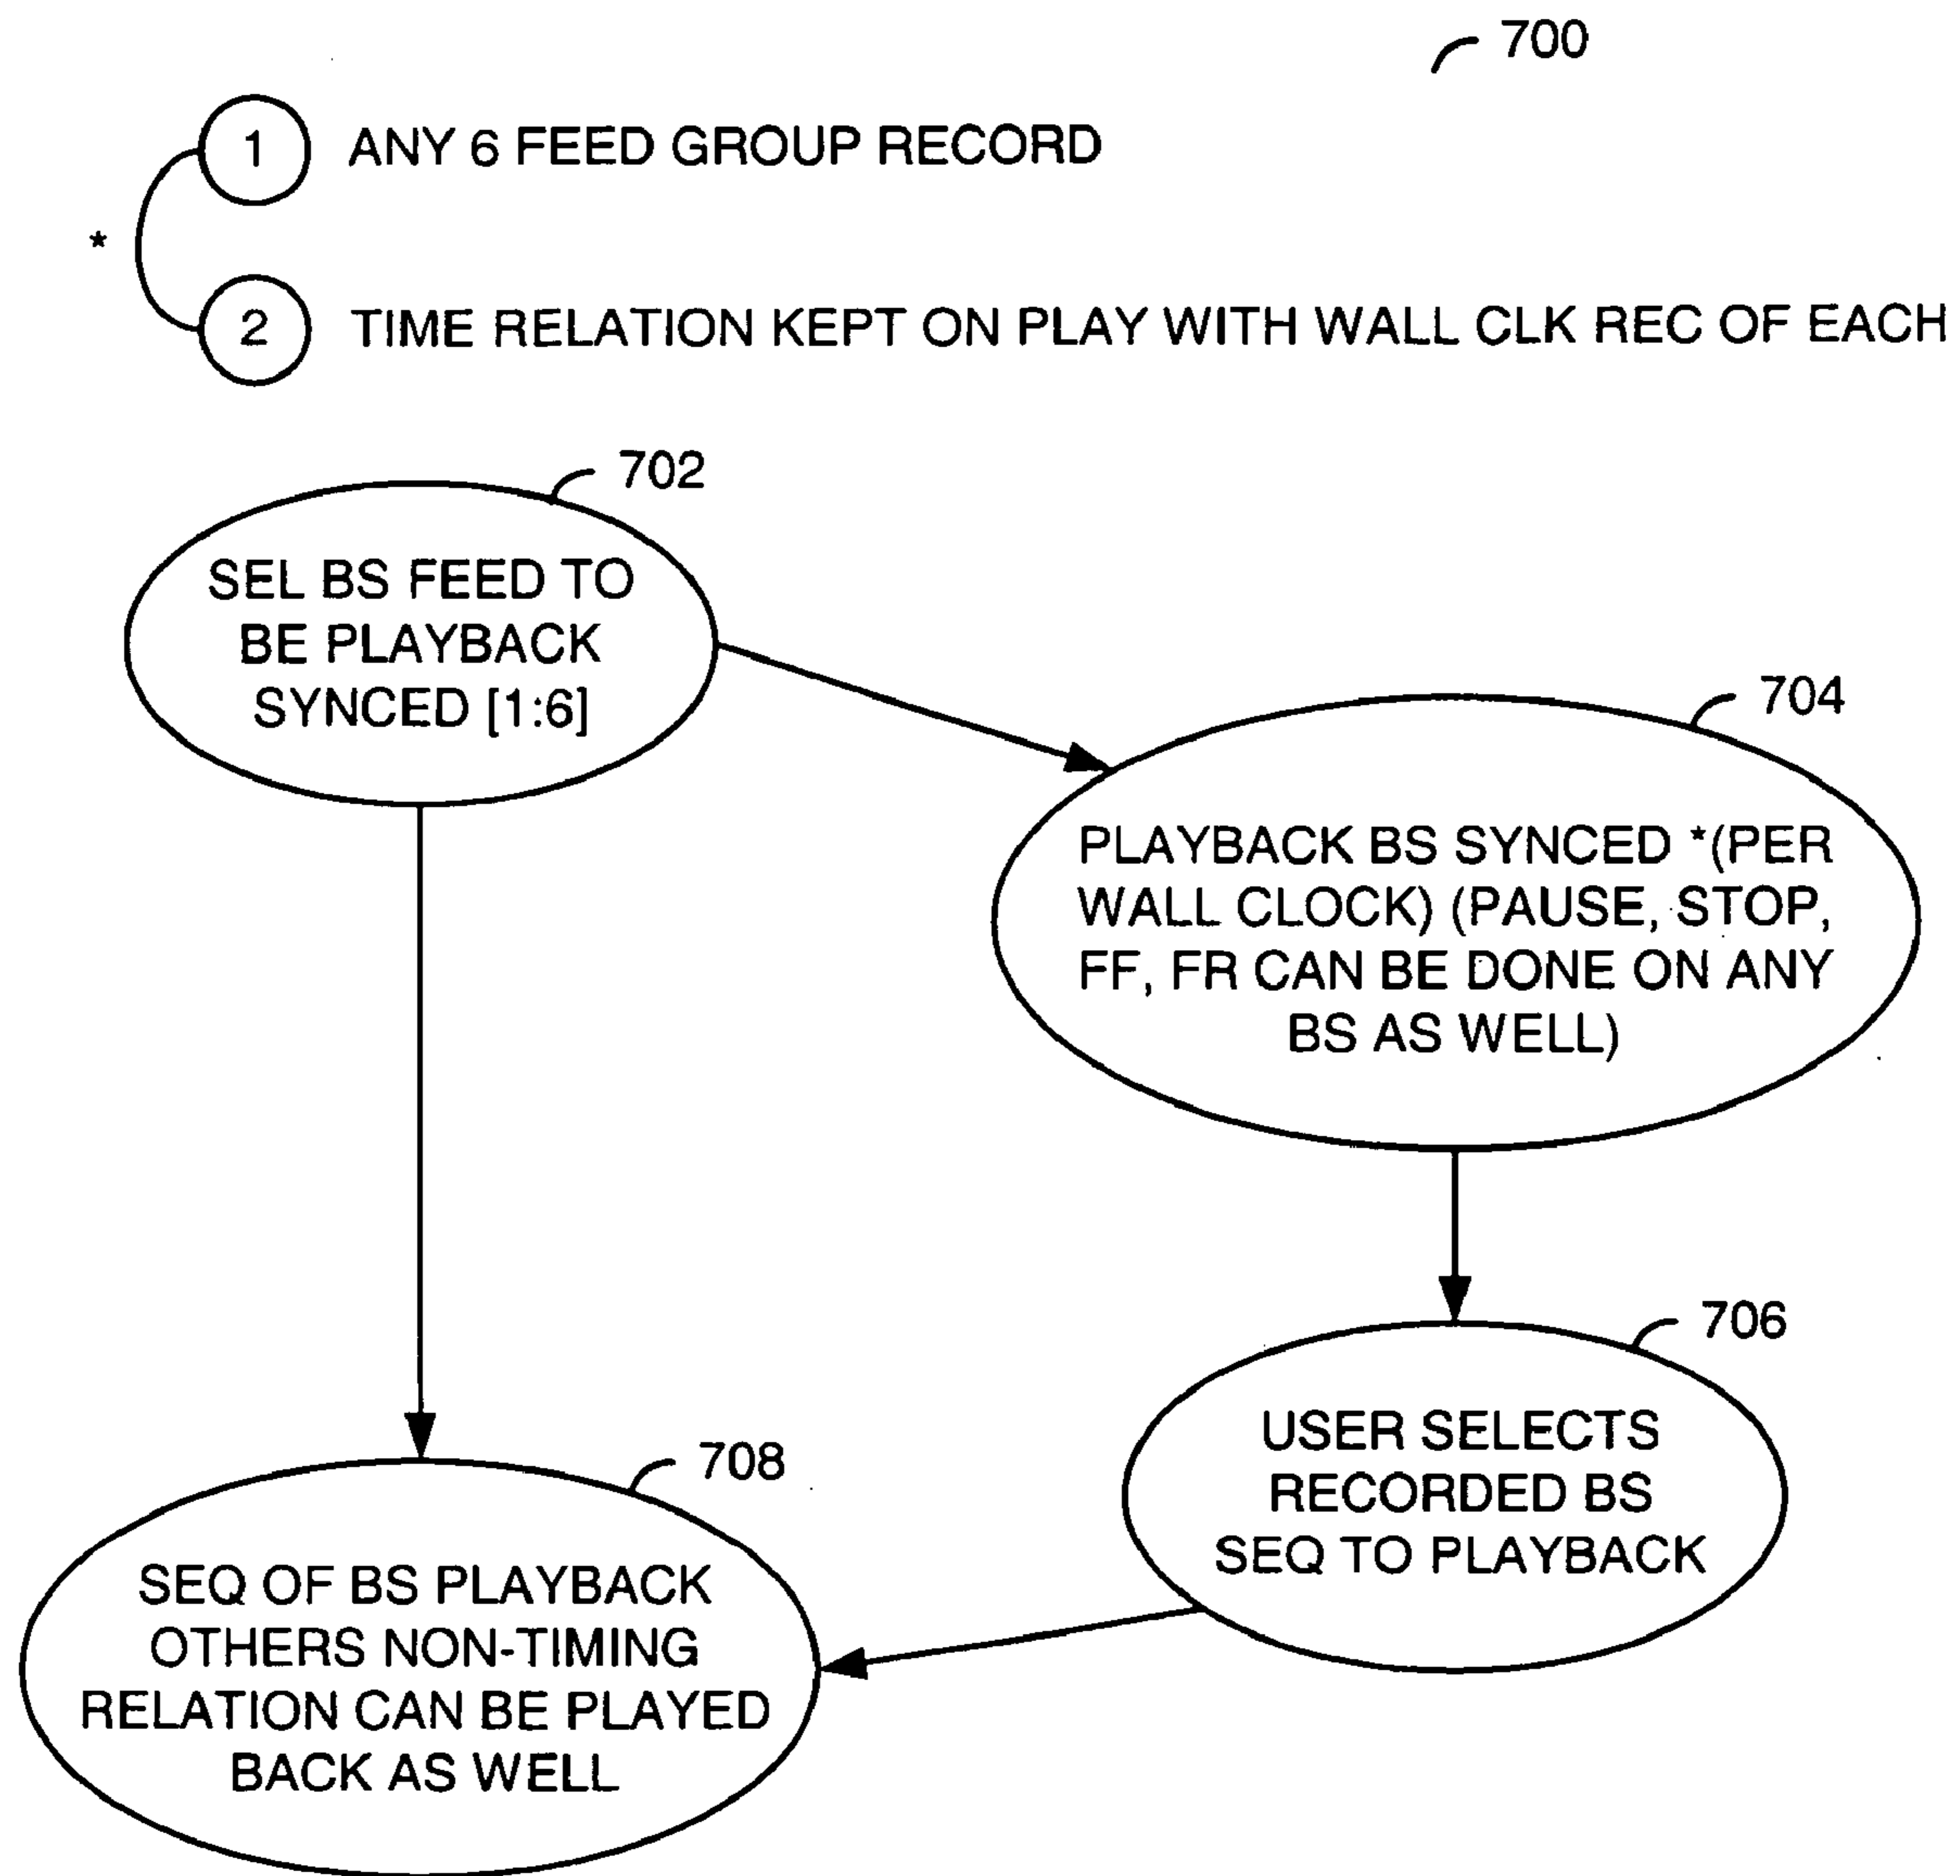 700
1 ANY 6 FEED GROUP RECORD
*
2 TIME RELATION KEPT ON PLAY WITH WALL CLK REC OF EACH
702
SEL BS FEED TO
BE PLAYBACK
SYNCED [1:6]
704
PLAYBACK BS SYNCED *(PER
WALL CLOCK) (PAUSE, STOP,
FF, FR CAN BE DONE ON ANY
BS AS WELL)
706
USER SELECTS
RECORDED BS
SEQ TO PLAYBACK
708
SEQ OF BS PLAYBACK
OTHERS NON-TIMING
RELATION CAN BE PLAYED
BACK AS WELL